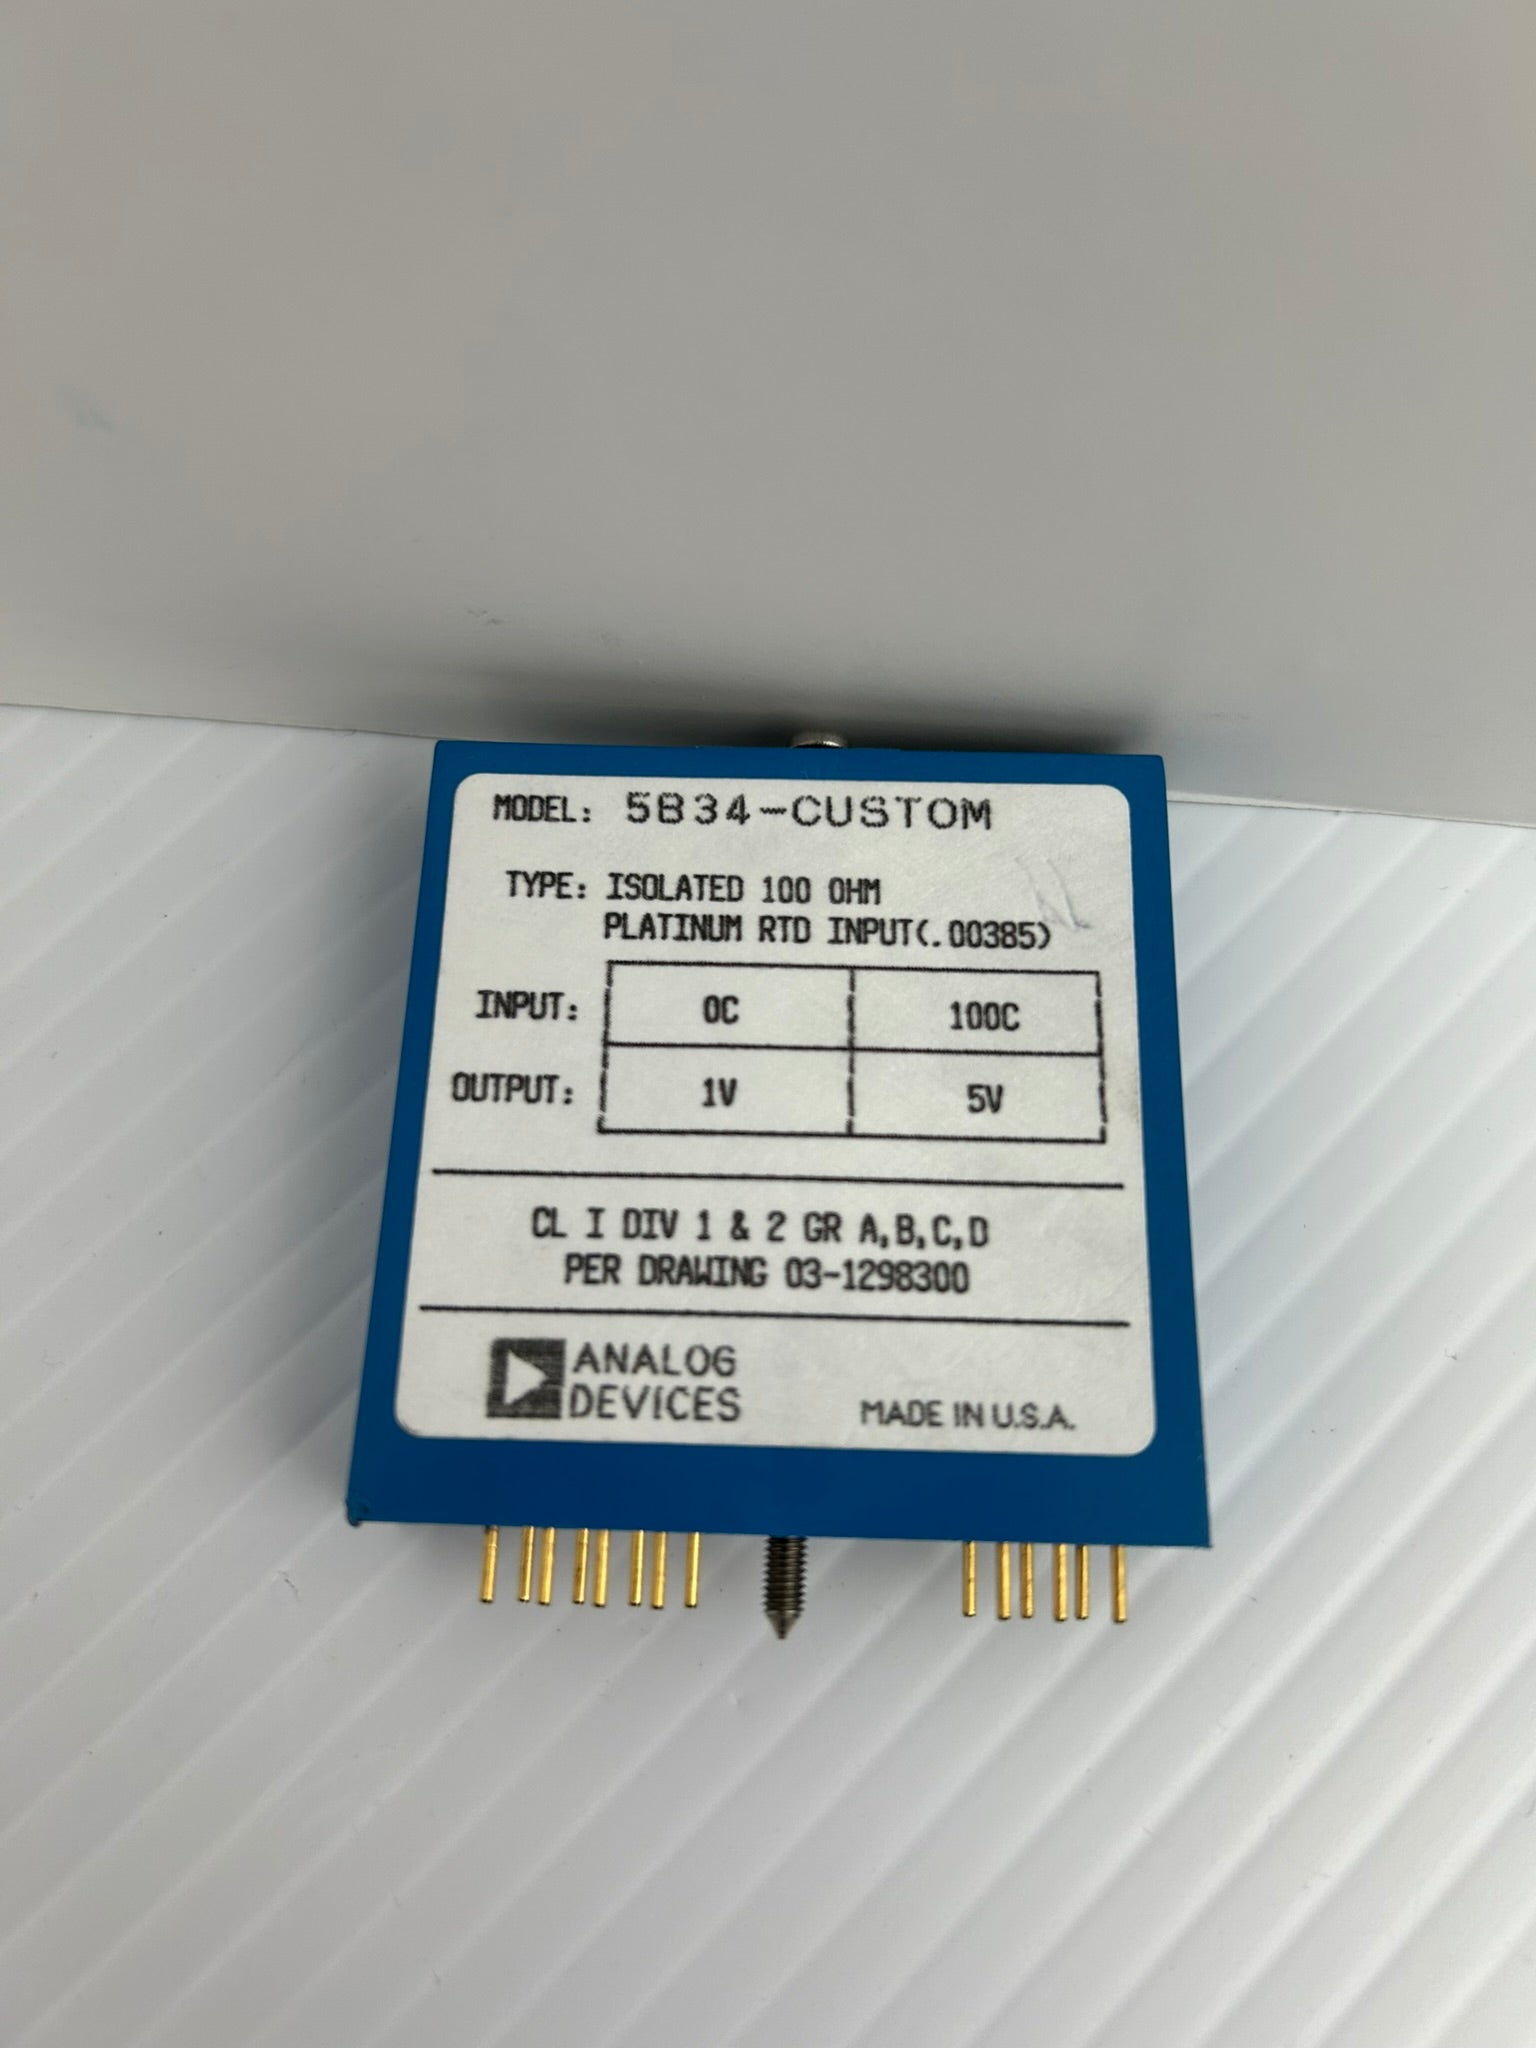 MODEL: 5B34-CUSTOM
TYPE: ISOLATED 100 OHM
PLATINUM RTD INPUT(.00385)
INPUT: 0C 100C
OUTPUT: 1V 5V
CL I DIV 1 & 2 GR A,B,C,D
PER DRAWING 03-1298300
ANALOG
DEVICES
MADE IN U.S.A.